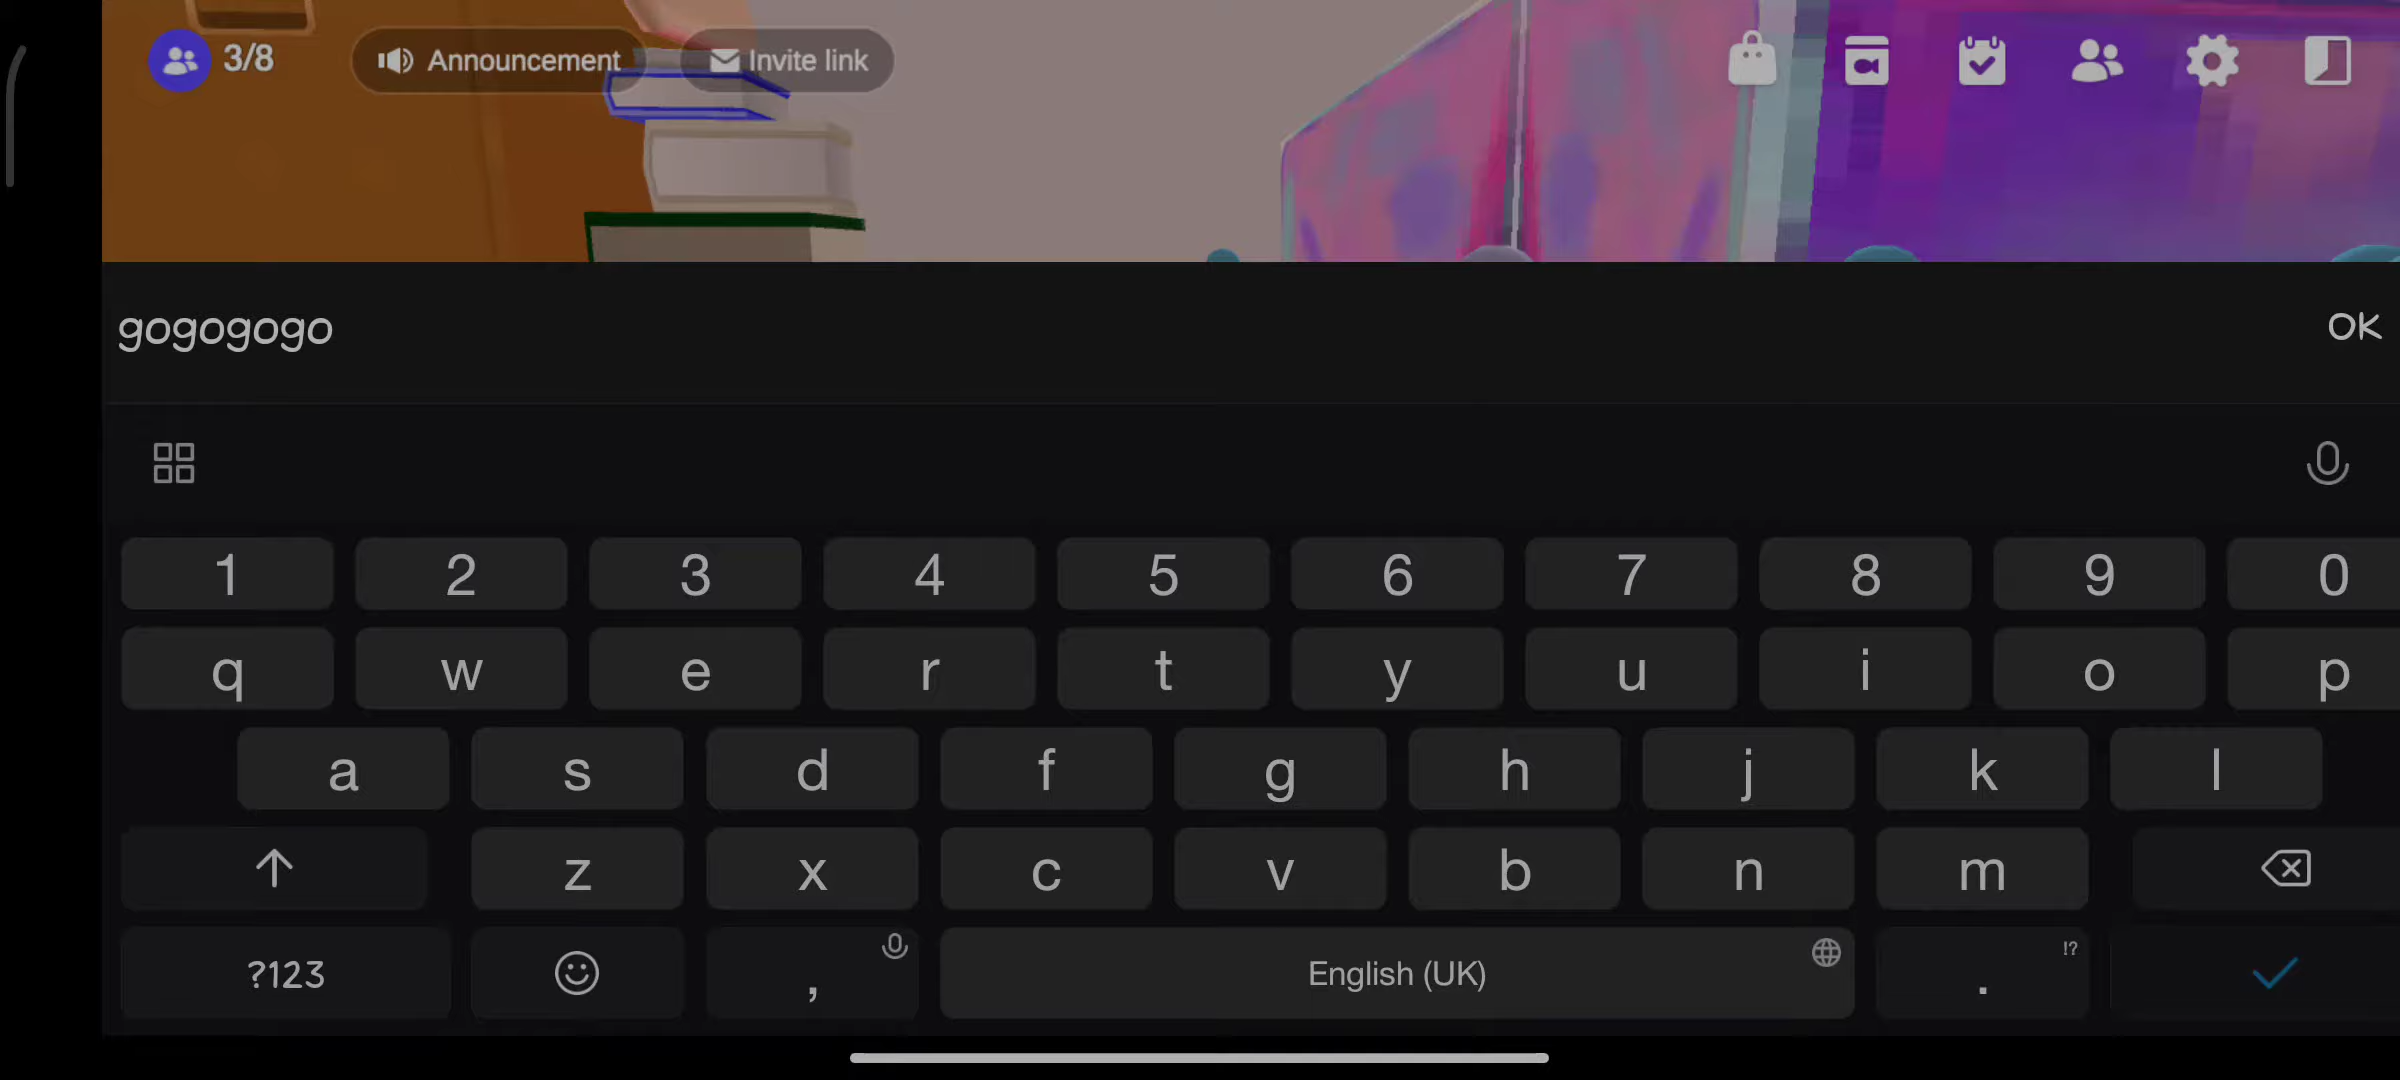 3/8 Announcement Invite link
gogogogo OK
1 2 3 4 5 6 7 8 9 0
q w e r t y u i o p
a s d f g h j k l
z x c v b n m
?123 , English (UK) . !?